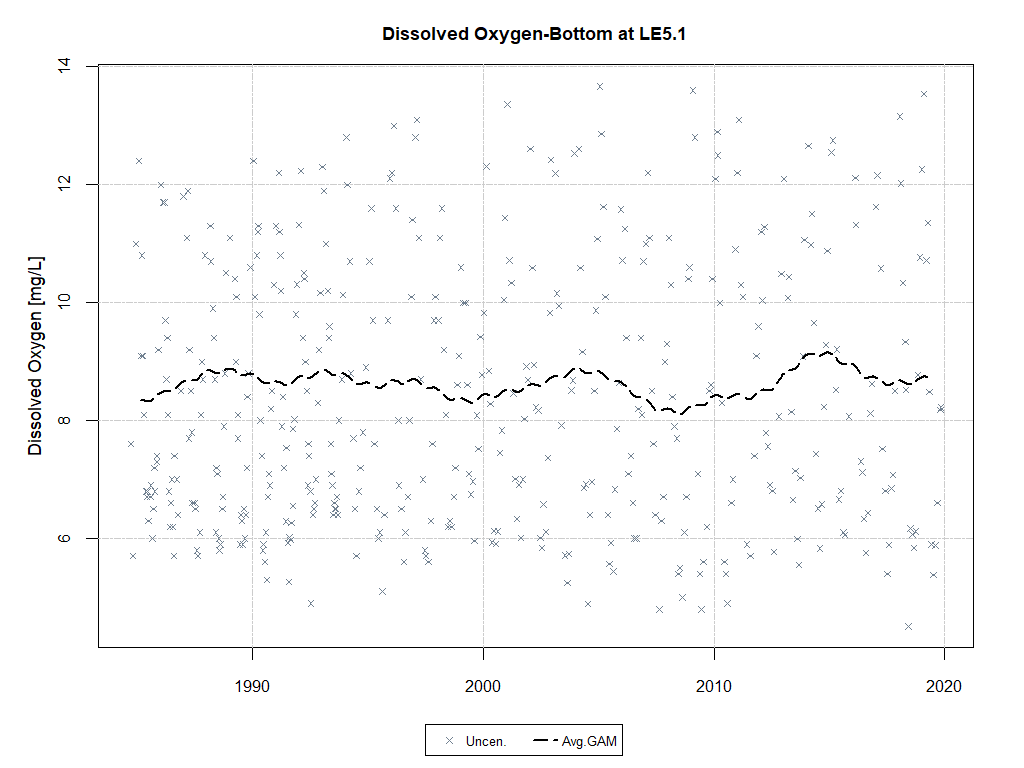 Dissolved Oxygen-Bottom at LE5.1
Dissolved Oxygen [mg/L]
14
12
10
8
6
1990
2000
2010
2020
Uncen.
Avg.GAM